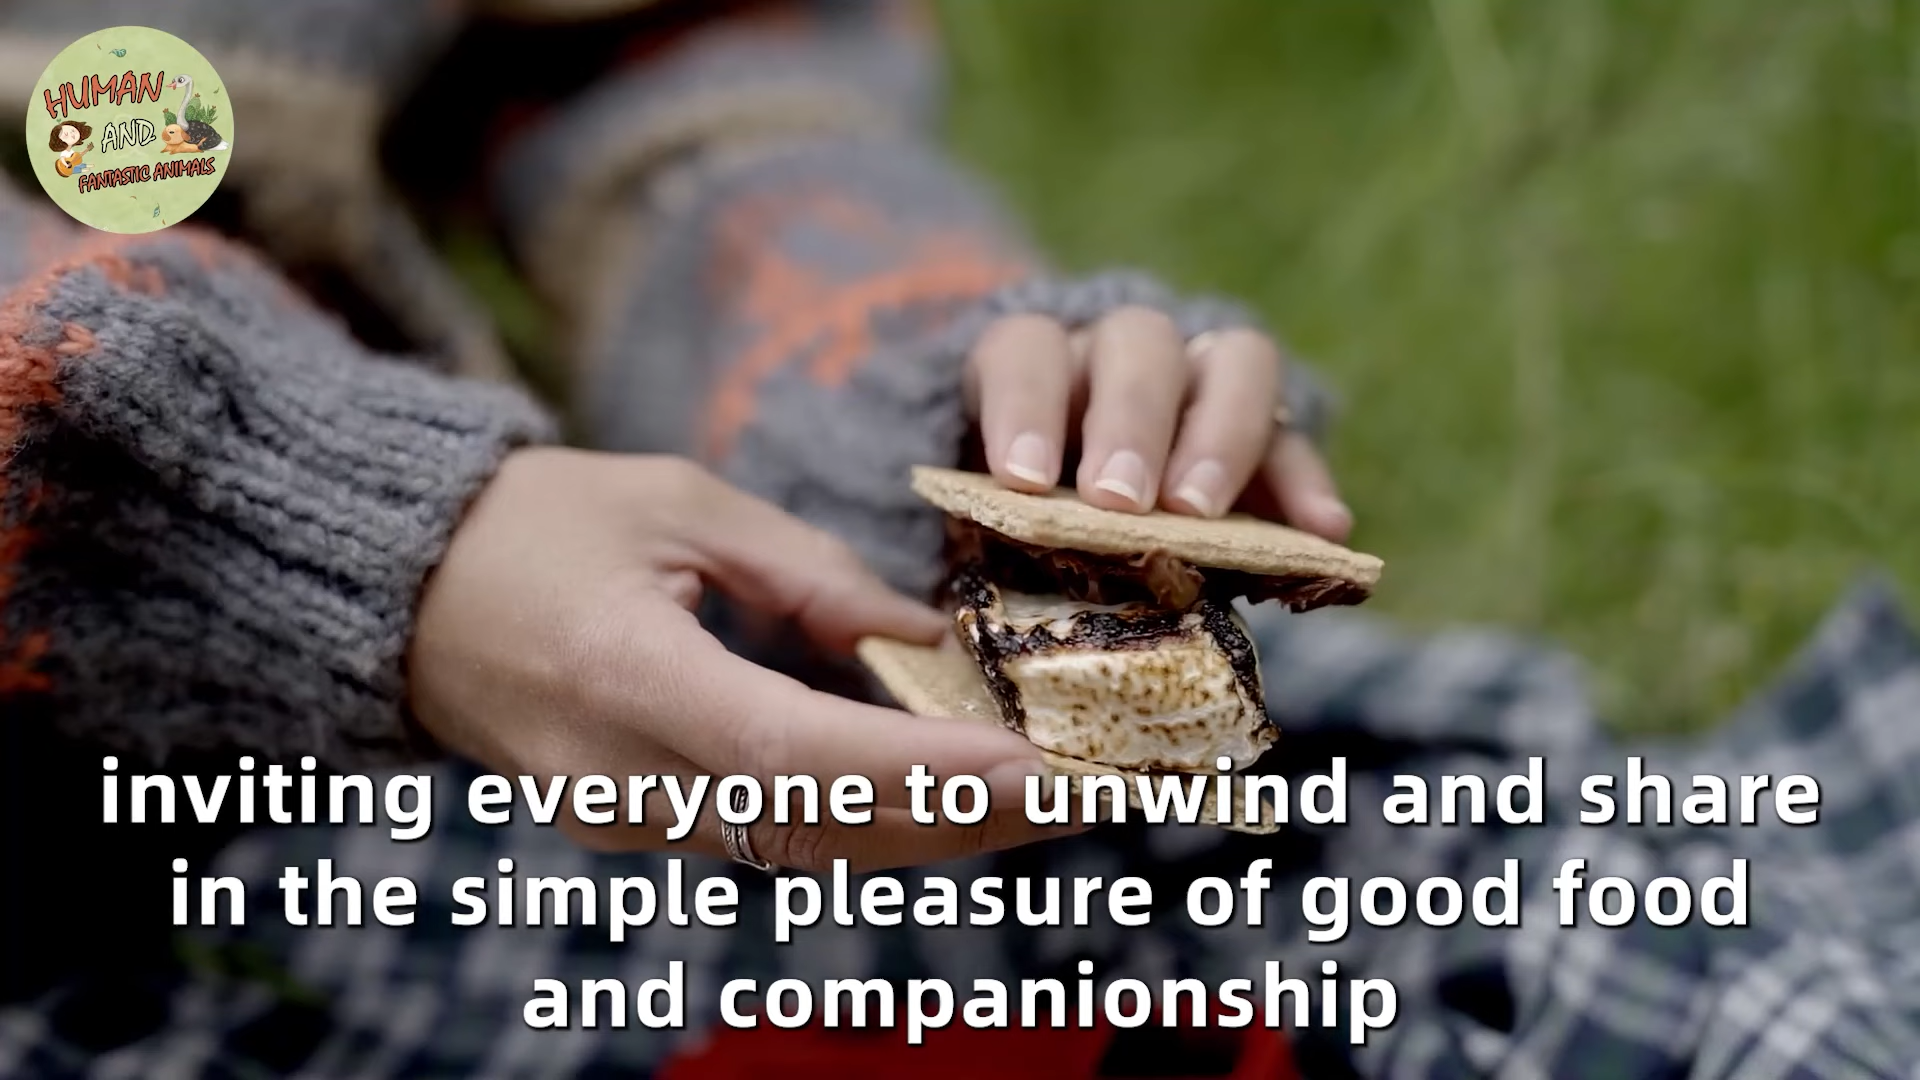 HUMAN
AND
FANTASTIC ANIMALS
inviting everyone to unwind and share
in the simple pleasure of good food
and companionship